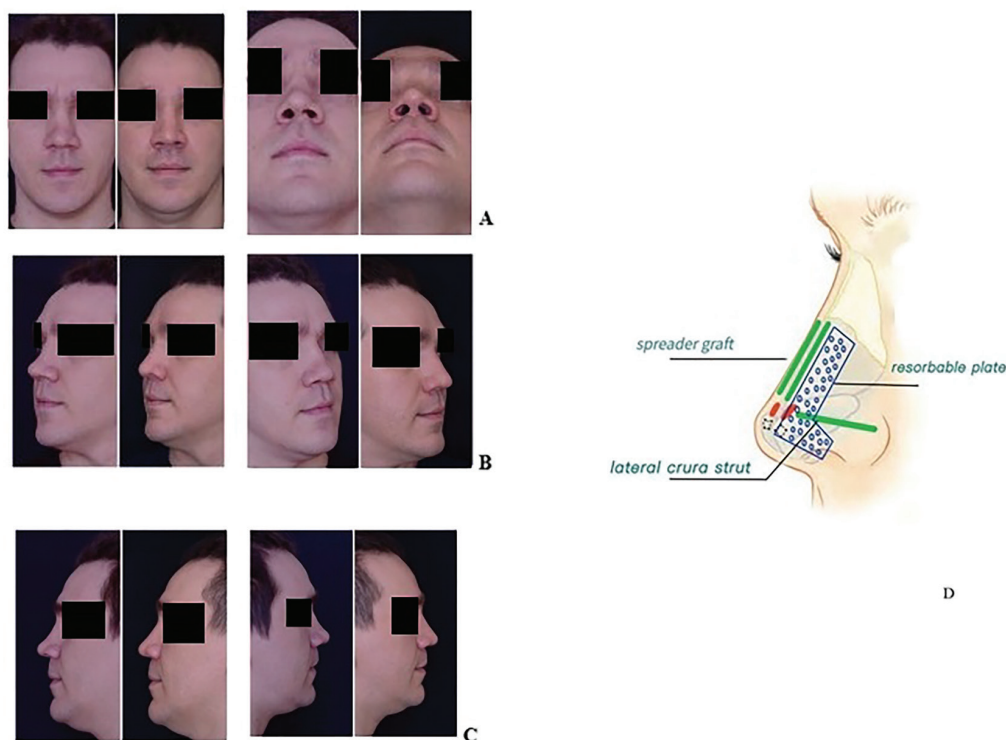 A
spreader graft
resorbable plate
B
lateral crura strut
D
C